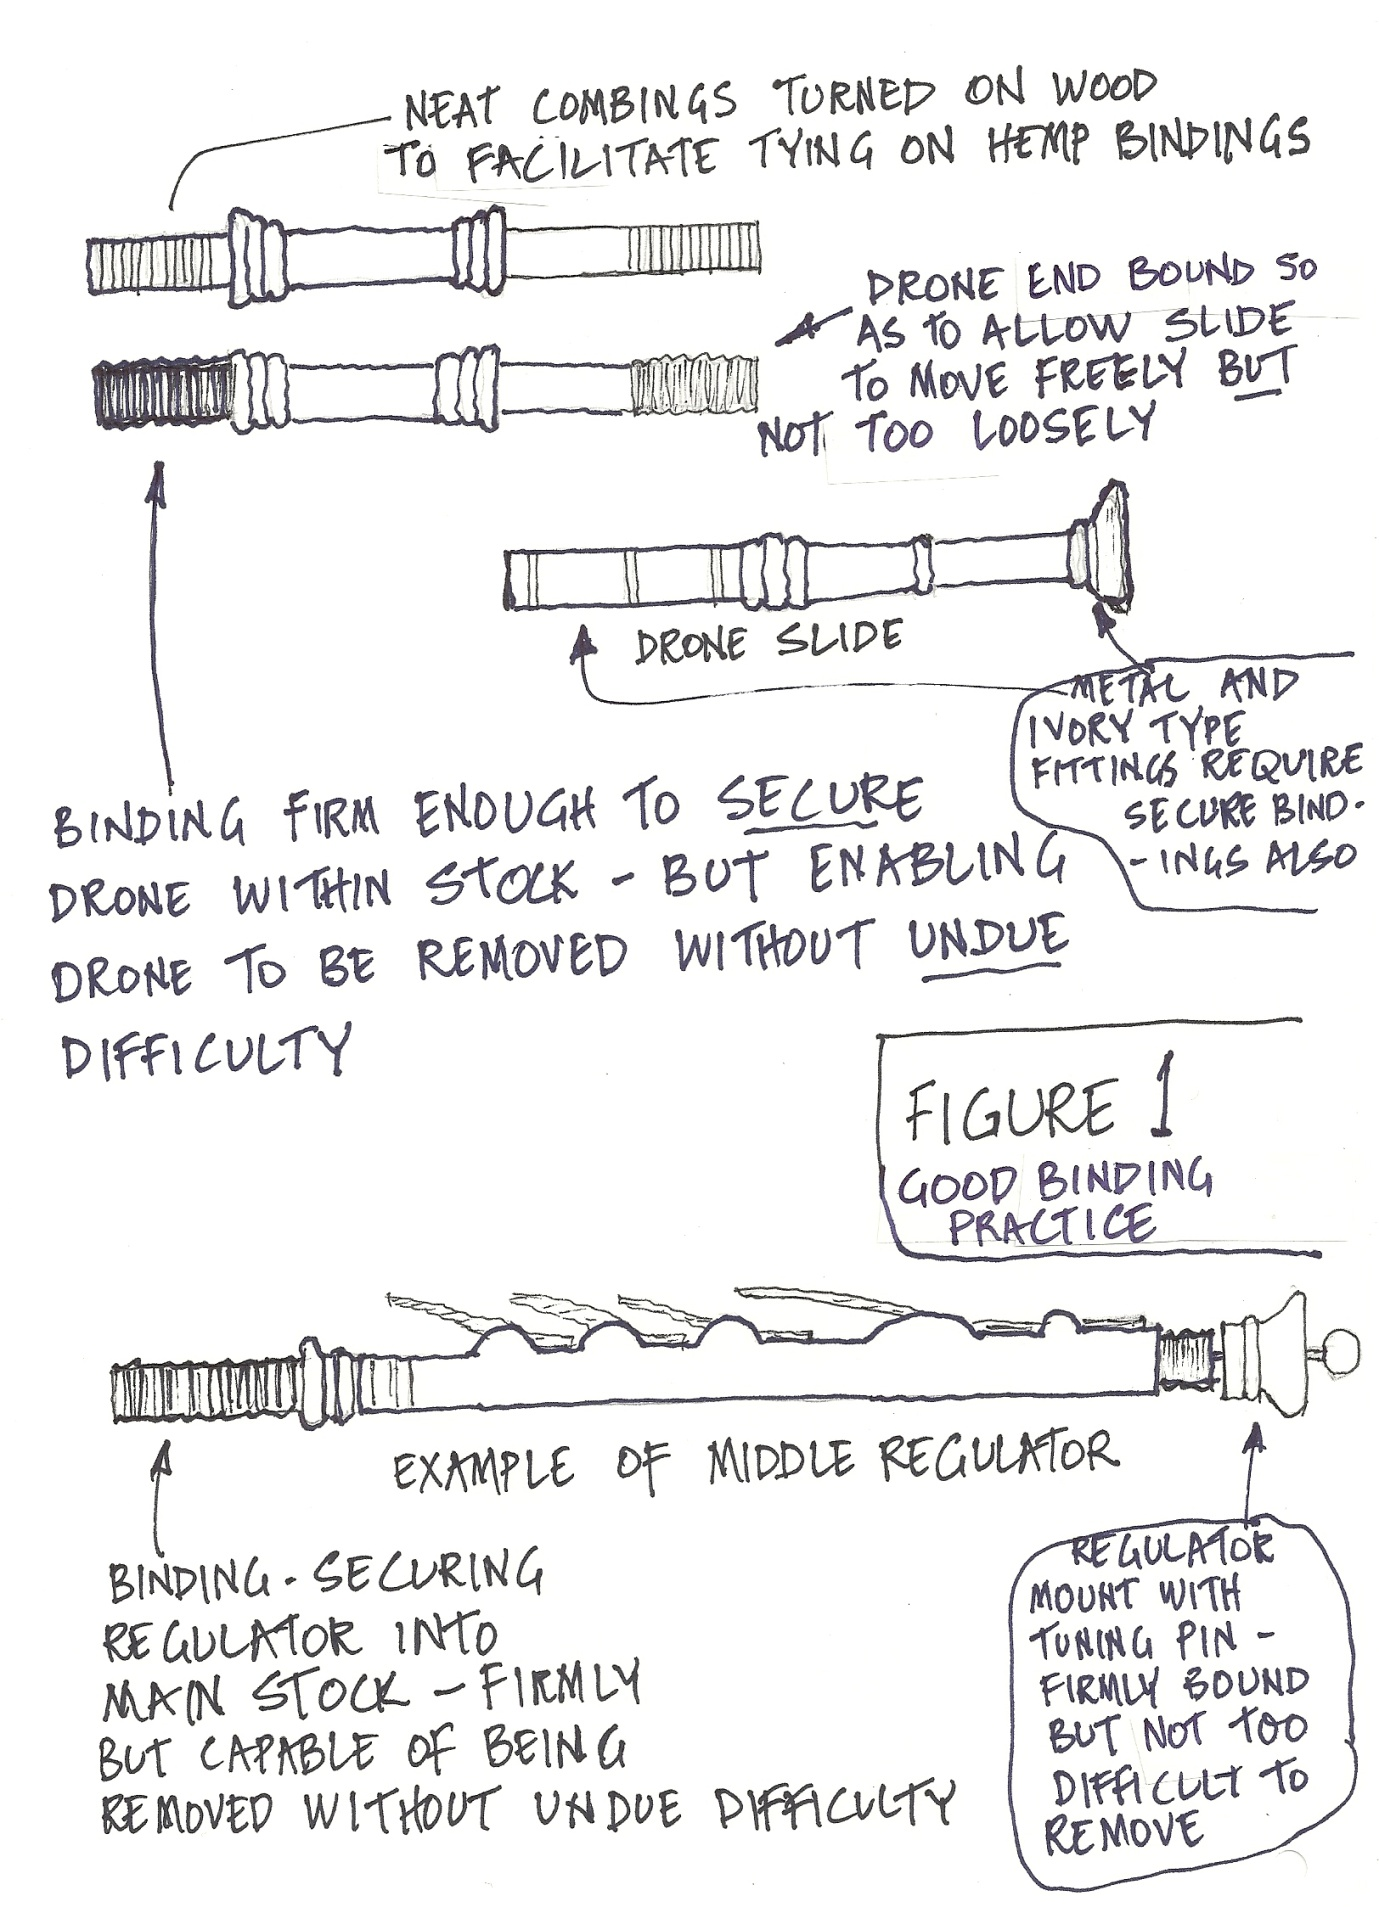 NEAT COMBINGS TURNED ON WOOD
TO FACILITATE TYING ON HEMP BINDINGS
DRONE END BOUND SO
AS TO ALLOW SLIDE
TO MOVE FREELY BUT
NOT TOO LOOSELY
DRONE SLIDE
METAL AND
IVORY TYPE
FITTINGS REQUIRE
SECURE BIND-
-INGS ALSO
BINDING FIRM ENOUGH TO SECURE
DRONE WITHIN STOCK - BUT ENABLING
DRONE TO BE REMOVED WITHOUT UNDUE
DIFFICULTY
FIGURE 1
GOOD BINDING
PRACTICE
EXAMPLE OF MIDDLE REGULATOR
BINDING - SECURING
REGULATOR INTO
MAIN STOCK - FIRMLY
BUT CAPABLE OF BEING
REMOVED WITHOUT UNDUE DIFFICULTY
REGULATOR
MOUNT WITH
TUNING PIN -
FIRMLY BOUND
BUT NOT TOO
DIFFICULT TO
REMOVE